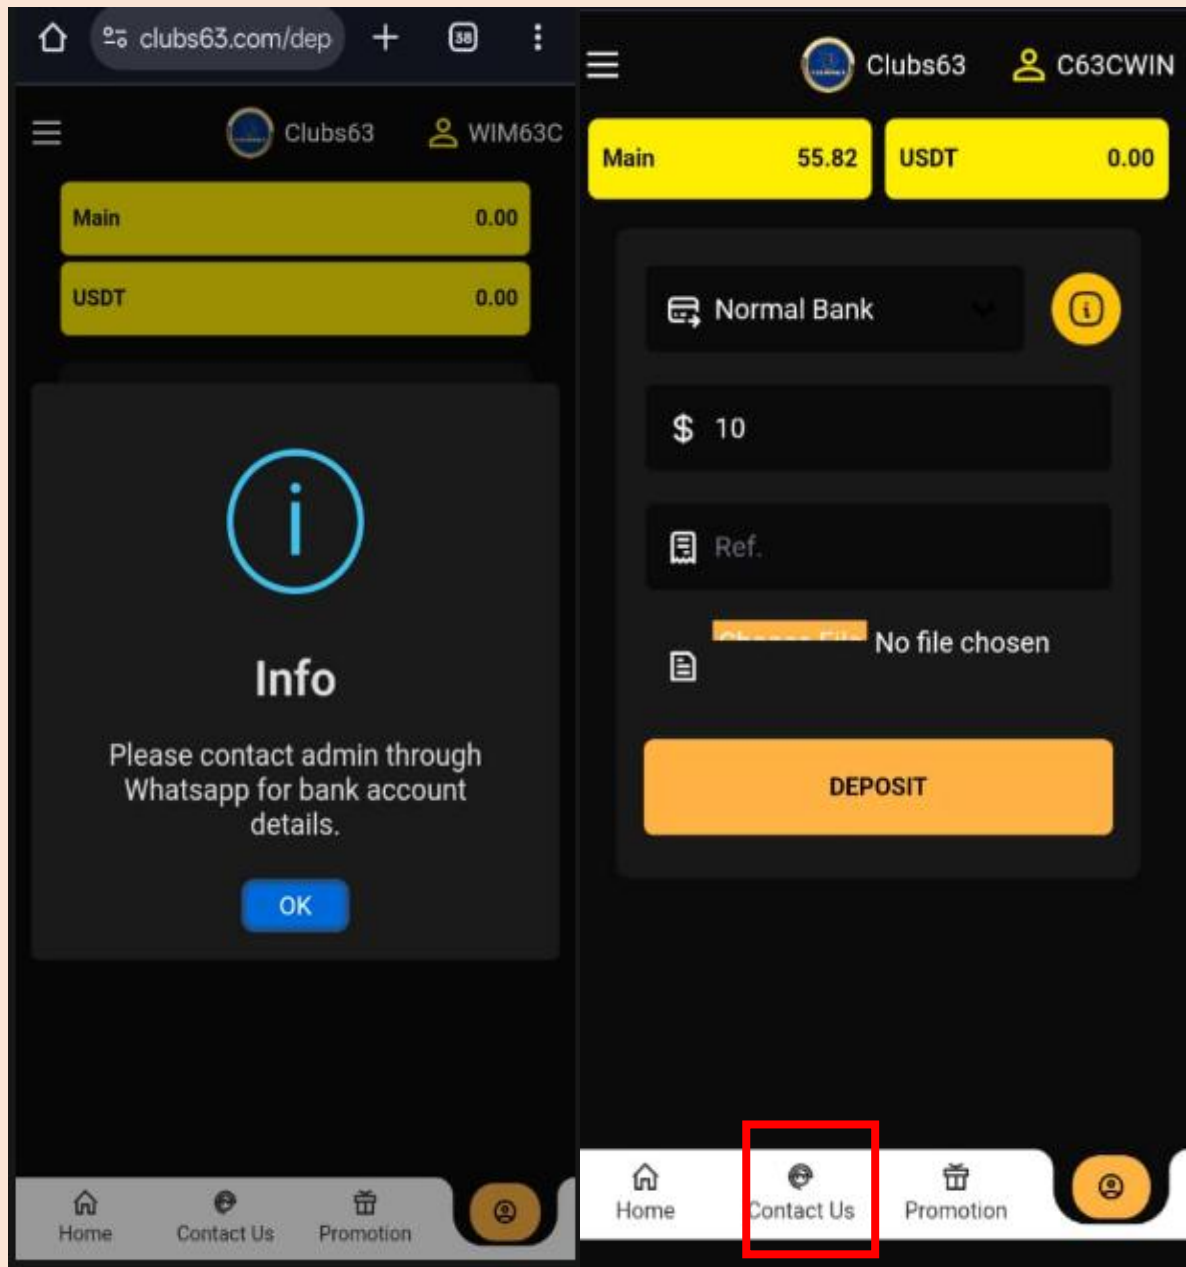 clubs63.com/dep
38
Clubs63
WIM63C
Main 0.00
USDT 0.00
Info
Please contact admin through
Whatsapp for bank account
details.
OK
Home
Contact Us
Promotion
Clubs63
C63CWIN
Main 55.82
USDT 0.00
Normal Bank
$ 10
Ref.
Choose File No file chosen
DEPOSIT
Home
Contact Us
Promotion